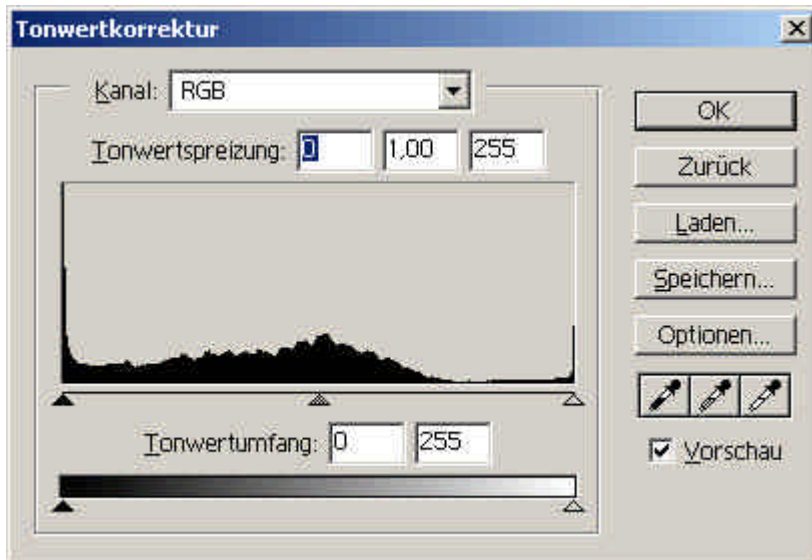 Tonwertkorrektur
Kanal: RGB
Tonwertspreizung: 0 1,00 255
Tonwertumfang: 0 255
OK
Zurück
Laden...
Speichern...
Optionen...
Vorschau